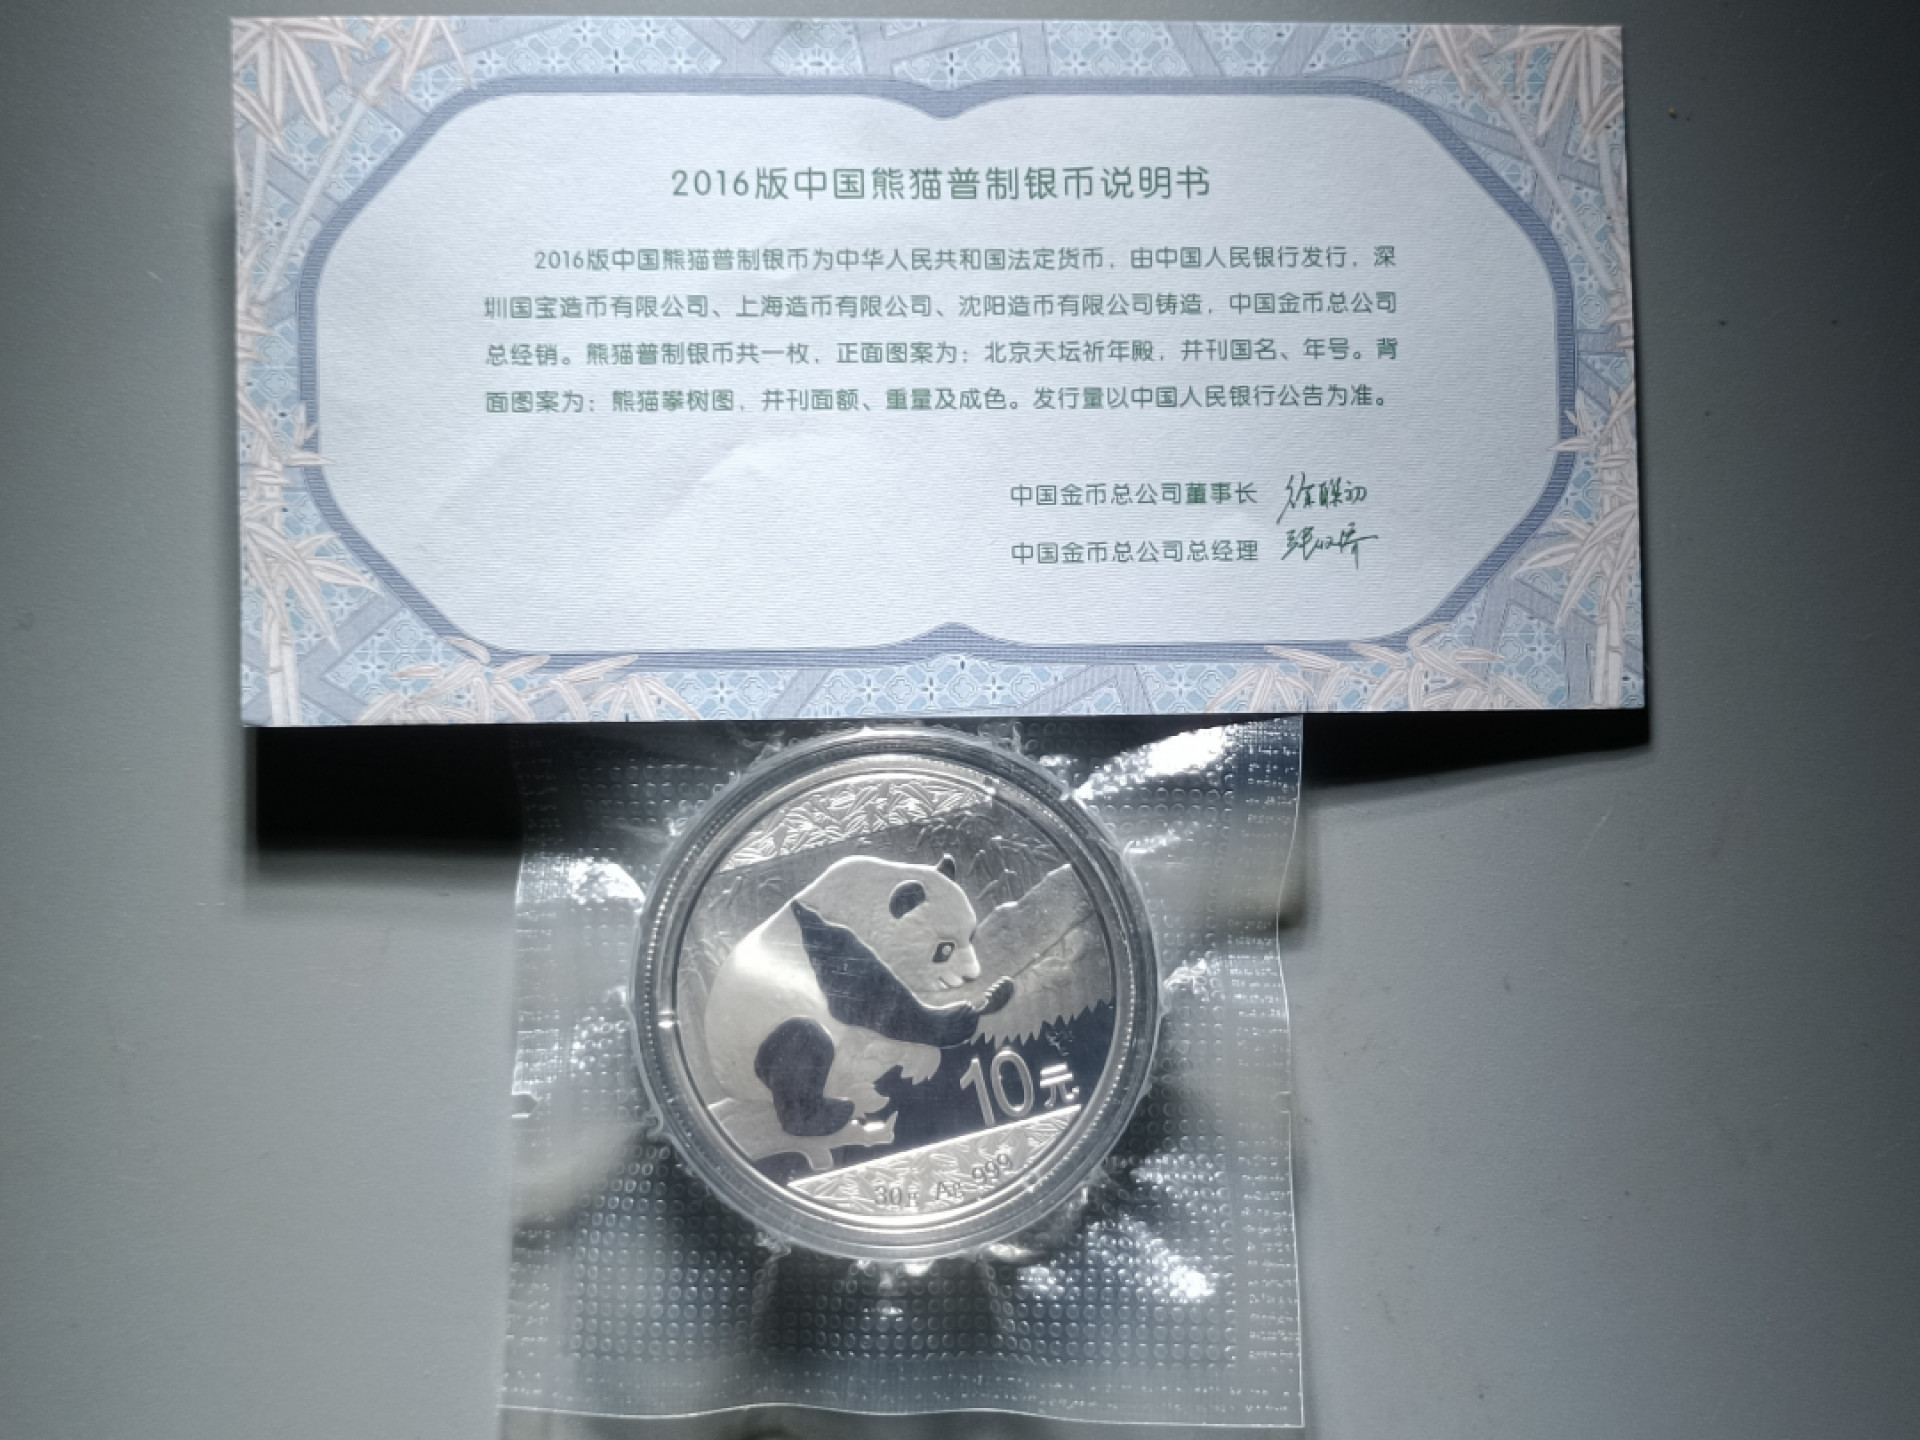 2016版中国熊猫普制银币说明书
2016版中国熊猫普制银币为中华人民共和国法定货币，由中国人民银行发行，深
圳国宝造币有限公司、上海造币有限公司、沈阳造币有限公司铸造，中国金币总公司
总经销。熊猫普制银币共一枚，正面图案为：北京天坛祈年殿，并刊国名、年号。背
面图案为：熊猫攀树图，并刊面额、重量及成色。发行量以中国人民银行公告为准。
中国金币总公司董事长
中国金币总公司总经理
10元
30g Ag 999